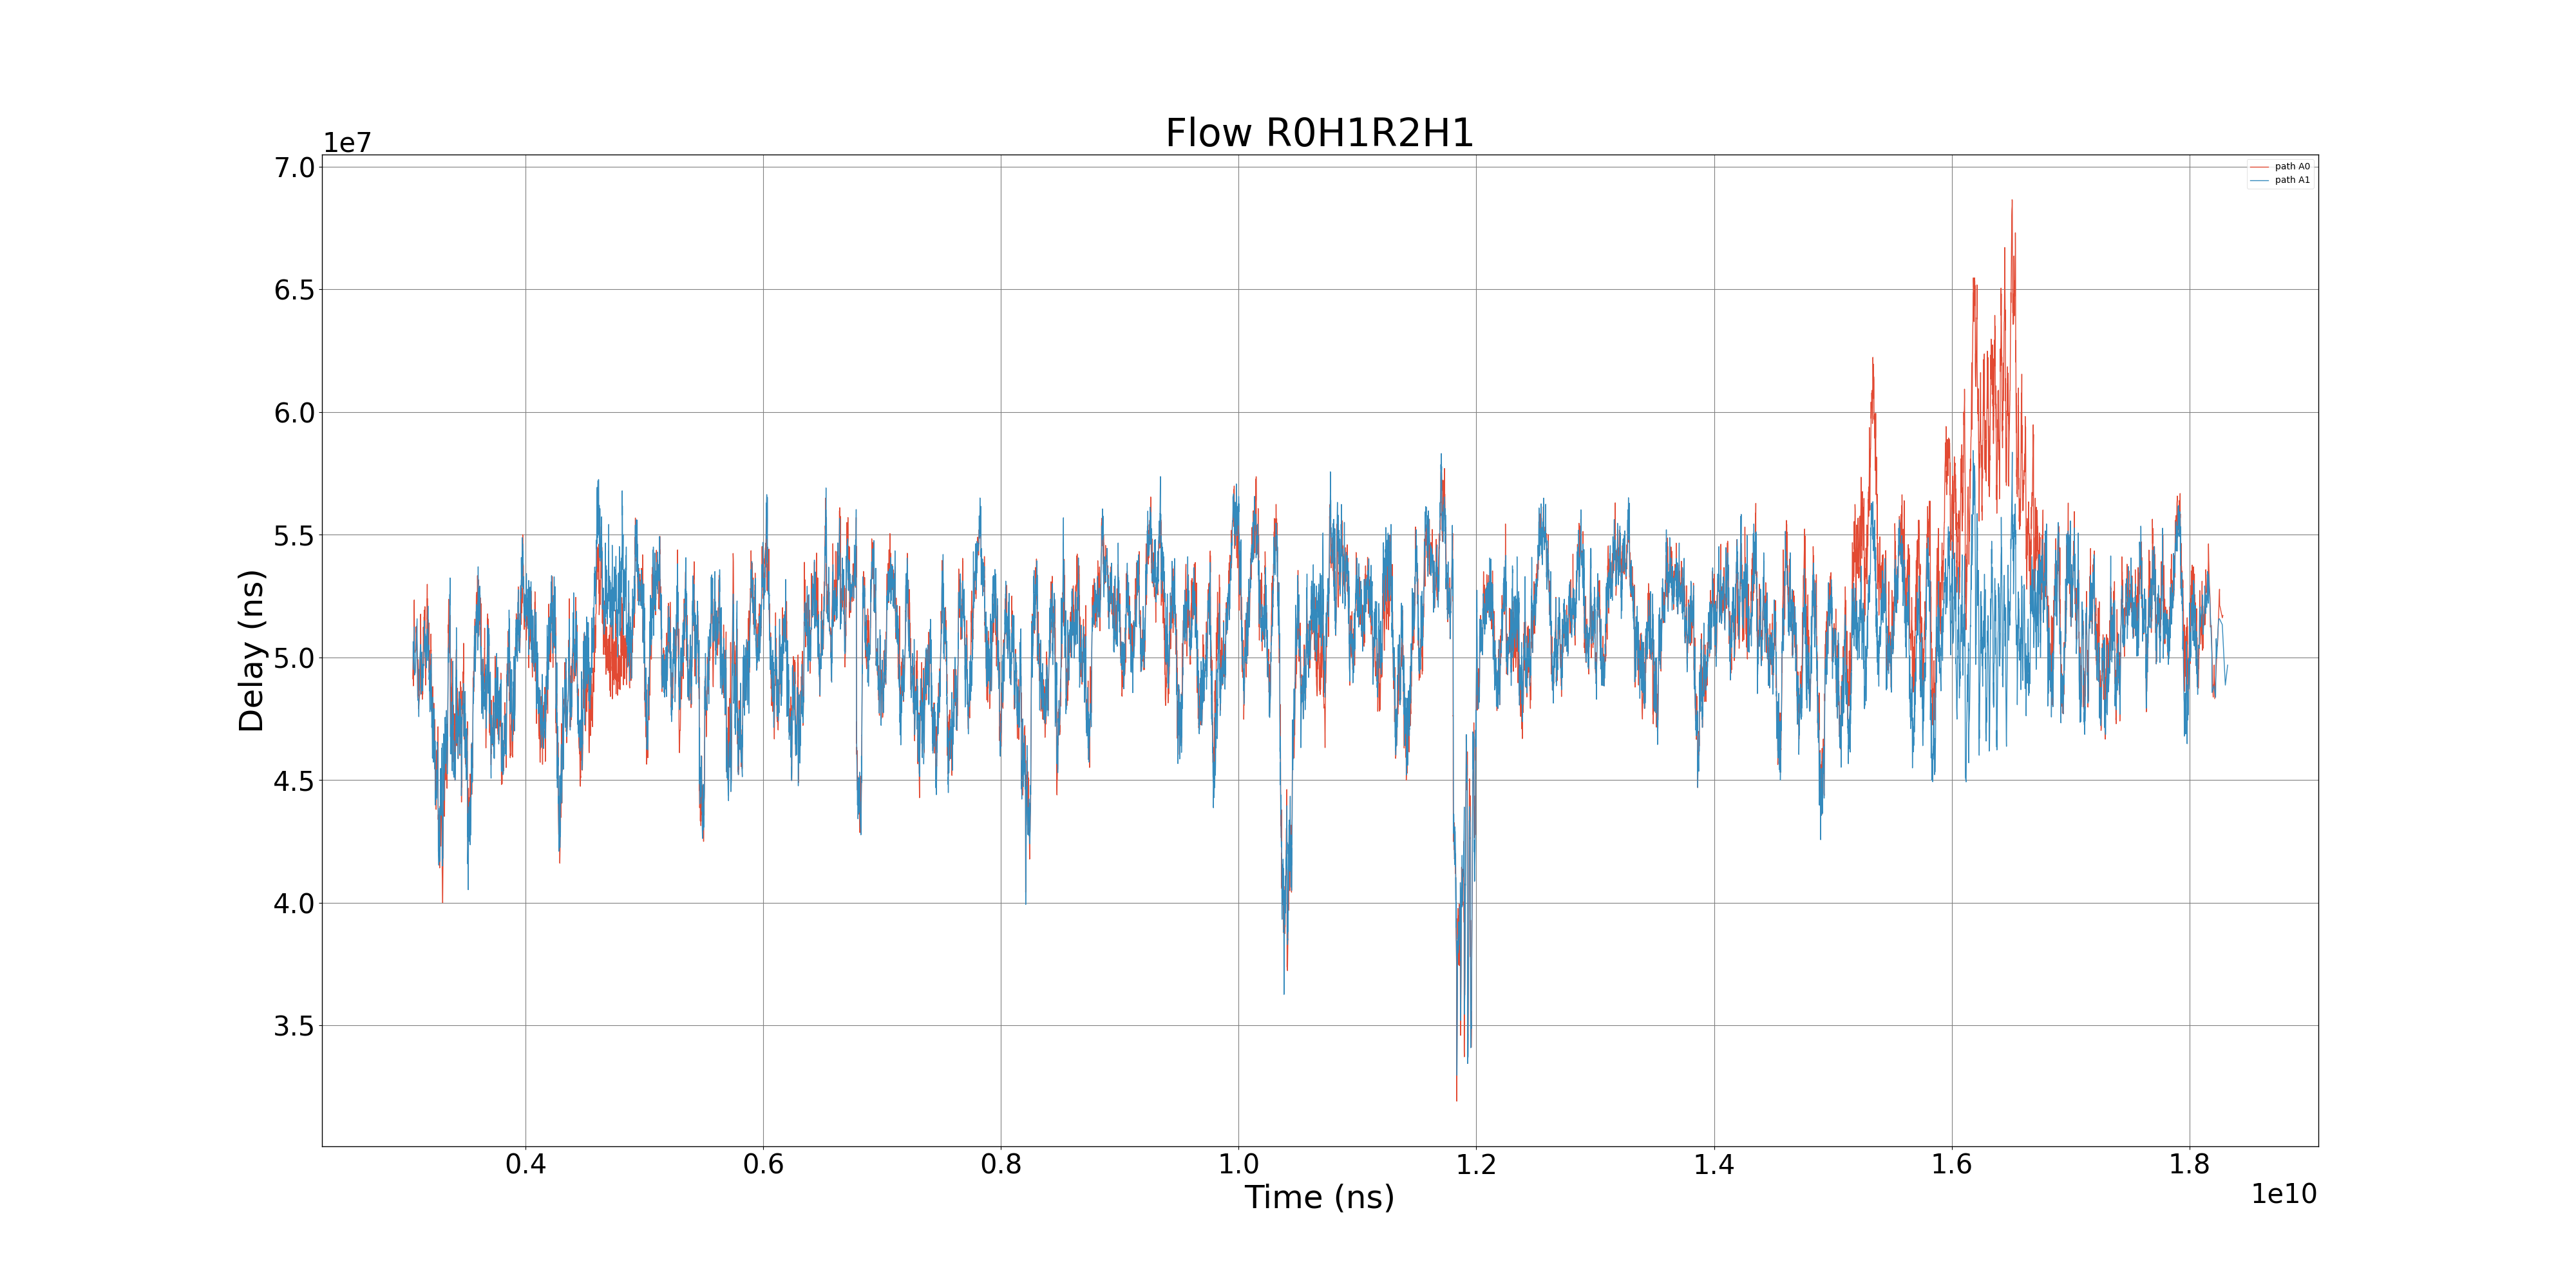 Flow R0H1R2H1
1e7
7.0
6.5
6.0
5.5
5.0
4.5
4.0
3.5
Delay (ns)
path A0
path A1
0.4 0.6 0.8 1.0 1.2 1.4 1.6 1.8
Time (ns)
1e10